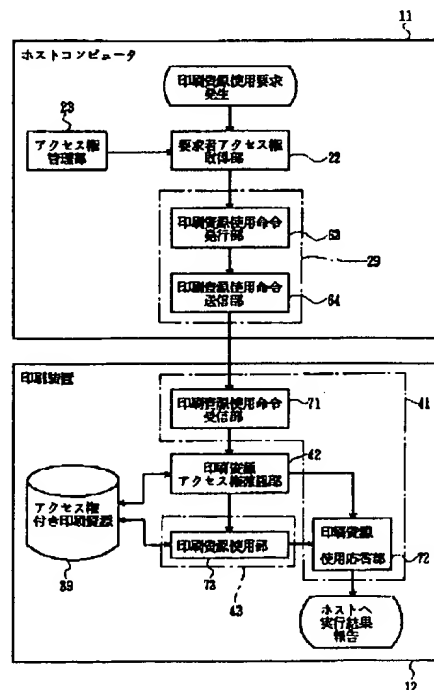 11
ホストコンピュータ
印刷資源使用要求
発生
23
アクセス権
管理部
要求者アクセス権
取得部
22
印刷資源使用命令
発行部
63
29
印刷資源使用命令
送信部
64
印刷装置
印刷資源使用命令
受信部
71
41
42
印刷資源
アクセス権確認部
アクセス権
付き印刷資源
39
印刷資源使用部
73
43
印刷資源
使用応答部
72
ホストへ
実行結果
報告
12